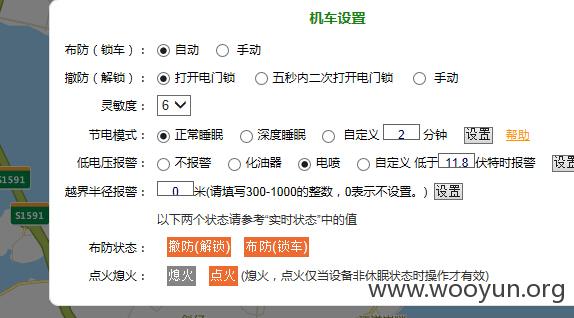 机车设置
布防（锁车）： 自动 手动
撤防（解锁）： 打开电门锁 五秒内二次打开电门锁 手动
灵敏度： 6
节电模式： 正常睡眠 深度睡眠 自定义 2 分钟 设置 帮助
低电压报警： 不报警 化油器 电喷 自定义 低于 11.8 伏特时报警 设置
越界半径报警： 0 米(请填写300-1000的整数，0表示不设置。) 设置
以下两个状态请参考“实时状态”中的值
布防状态： 撤防(解锁) 布防(锁车)
点火熄火： 熄火 点火 (熄火，点火仅当设备非休眠状态时操作才有效)
S1591
S1591
www.wooyun.org